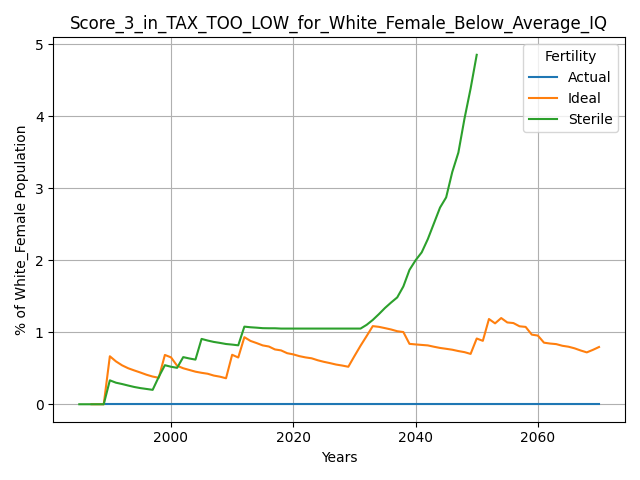 Score_3_in_TAX_TOO_LOW_for_White_Female_Below_Average_IQ
% of White_Female Population
5
4
3
2
1
0
Fertility
Actual
Ideal
Sterile
2000
2020
2040
2060
Years